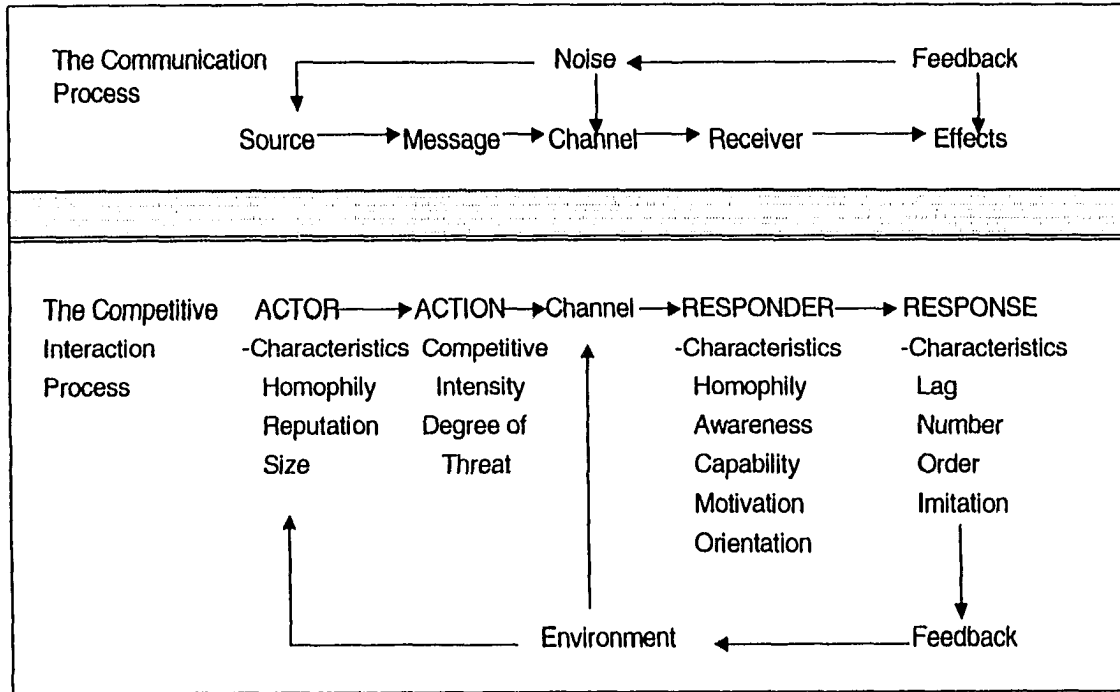 The Communication Noise Feedback
Process
Source Message Channel Receiver Effects
The Competitive ACTOR ACTION Channel RESPONDER RESPONSE
Interaction -Characteristics Competitive -Characteristics -Characteristics
Process Homophily Intensity Homophily Lag
Reputation Degree of Awareness Number
Size Threat Capability Order
Motivation Imitation
Orientation
Environment Feedback